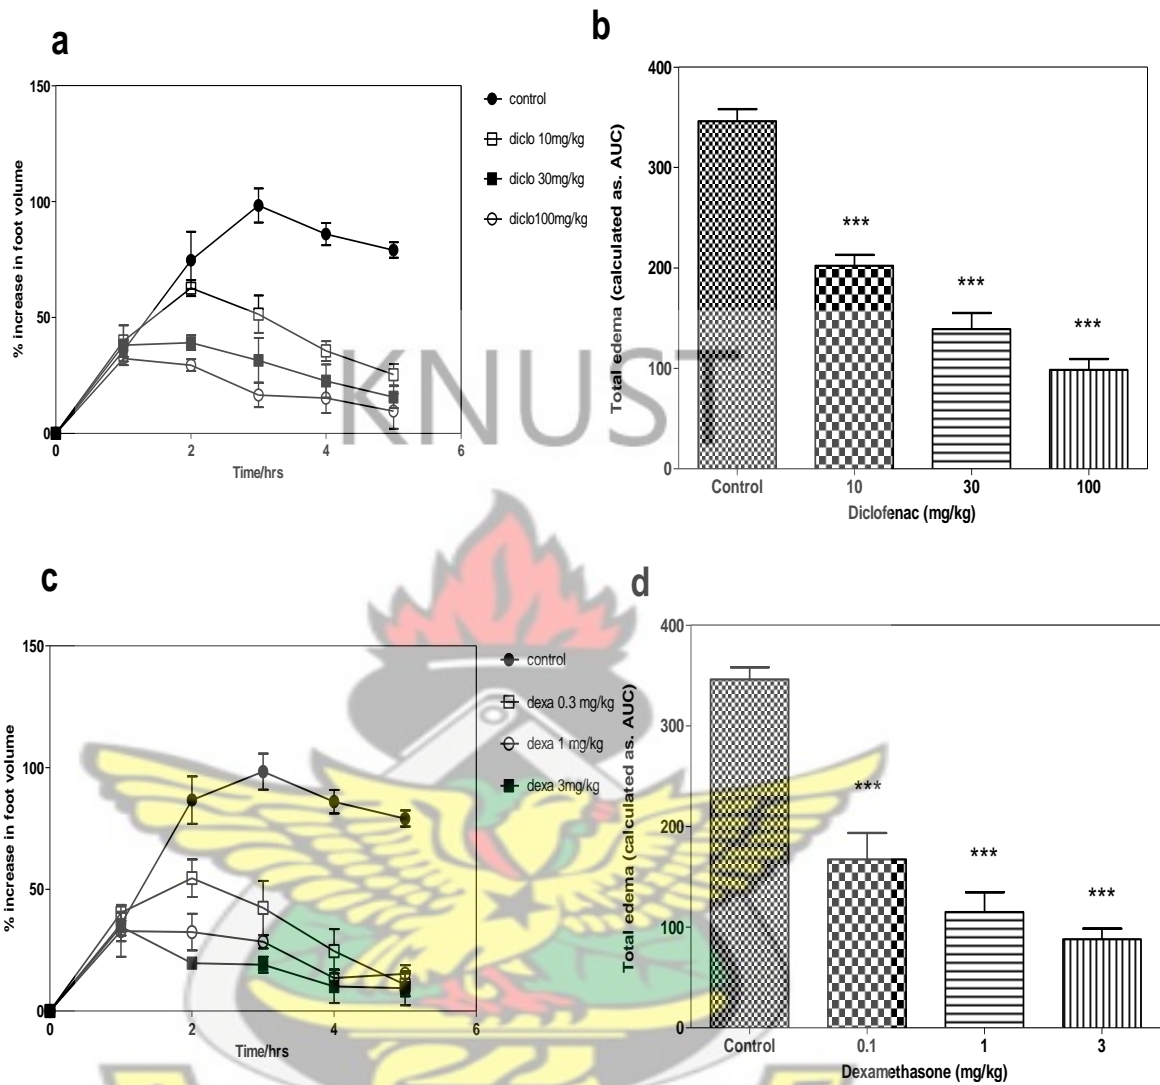 a
150
100
50
0
0
2
4
6
% increase in foot volume
Time/hrs
control
diclo 10mg/kg
diclo 30mg/kg
diclo100mg/kg
b
400
300
200
100
0
Total edema (calculated as. AUC)
***
***
***
Control
10
30
100
Diclofenac (mg/kg)
KNUST
c
150
100
50
0
0
2
4
6
% increase in foot volume
Time/hrs
control
dexa 0.3 mg/kg
dexa 1 mg/kg
dexa 3mg/kg
d
400
300
200
100
0
Total edema (calculated as. AUC)
***
***
***
Control
0.1
1
3
Dexamethasone (mg/kg)